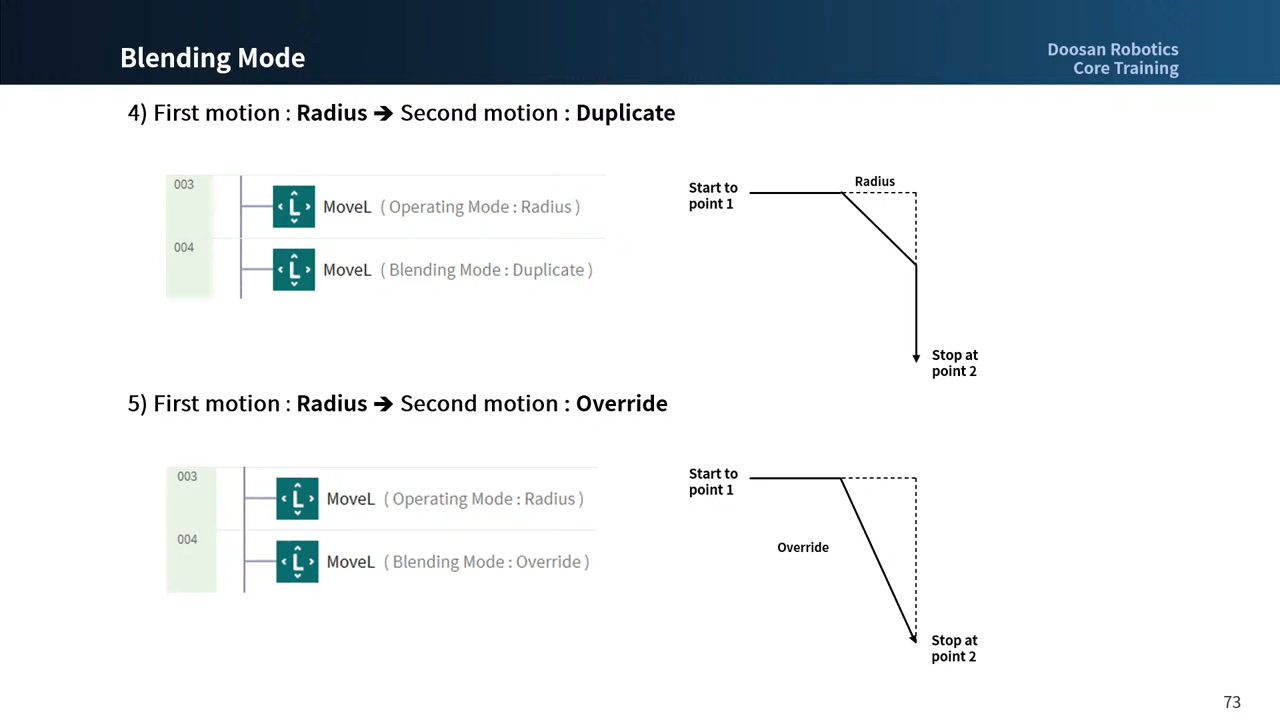 Blending Mode
Doosan Robotics
Core Training
4) First motion : Radius ➔ Second motion : Duplicate
003
MoveL ( Operating Mode : Radius )
004
MoveL ( Blending Mode : Duplicate )
Start to
point 1
Radius
Stop at
point 2
5) First motion : Radius ➔ Second motion : Override
003
MoveL ( Operating Mode : Radius )
004
MoveL ( Blending Mode : Override )
Start to
point 1
Override
Stop at
point 2
73